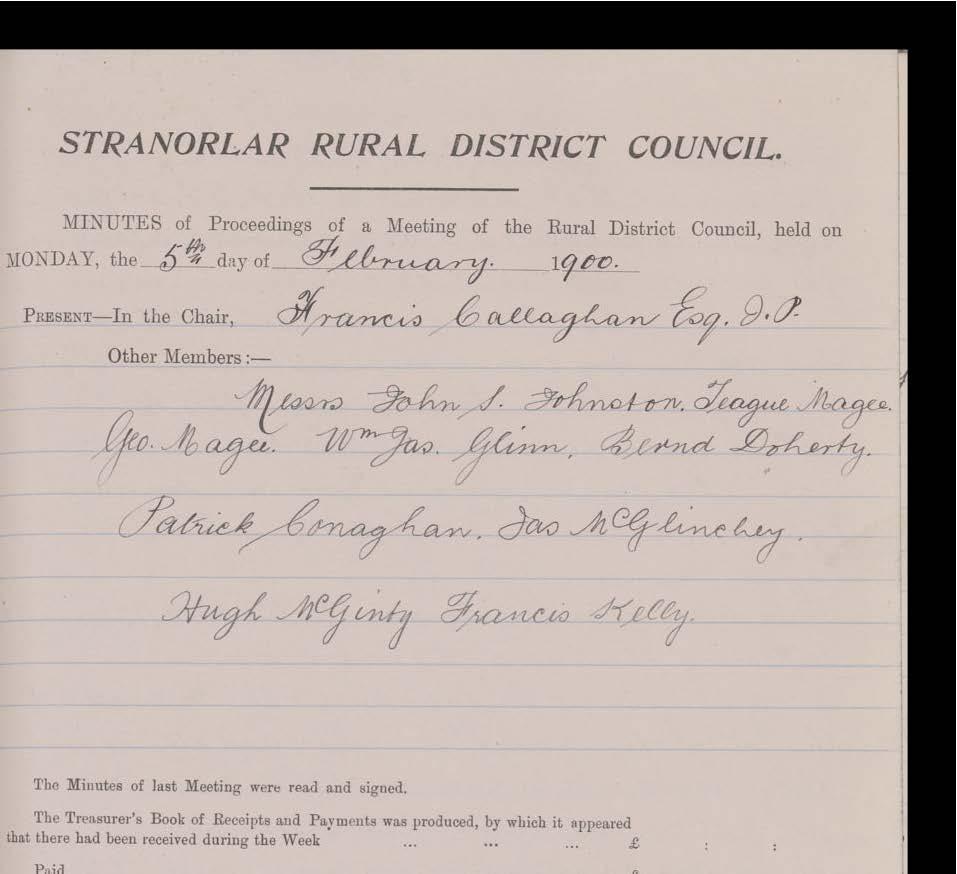 STRANORLAR RURAL DISTRICT COUNCIL.
MINUTES of Proceedings of a Meeting of the Rural District Council, held on
MONDAY, the 5th day of February. 1900.
PRESENT—In the Chair, Francis Callaghan Esq. J.P.
Other Members :—
Messrs John S. Johnston. Teague Magee.
Geo. Magee. Wm Jas. Glinn, Bernd Doherty.
Patrick Conaghan. Jas McGlinchey.
Hugh McGinty Francis Kelly.
The Minutes of last Meeting were read and signed.
The Treasurer's Book of Receipts and Payments was produced, by which it appeared
that there had been received during the Week ... ... ... £ : :
Paid